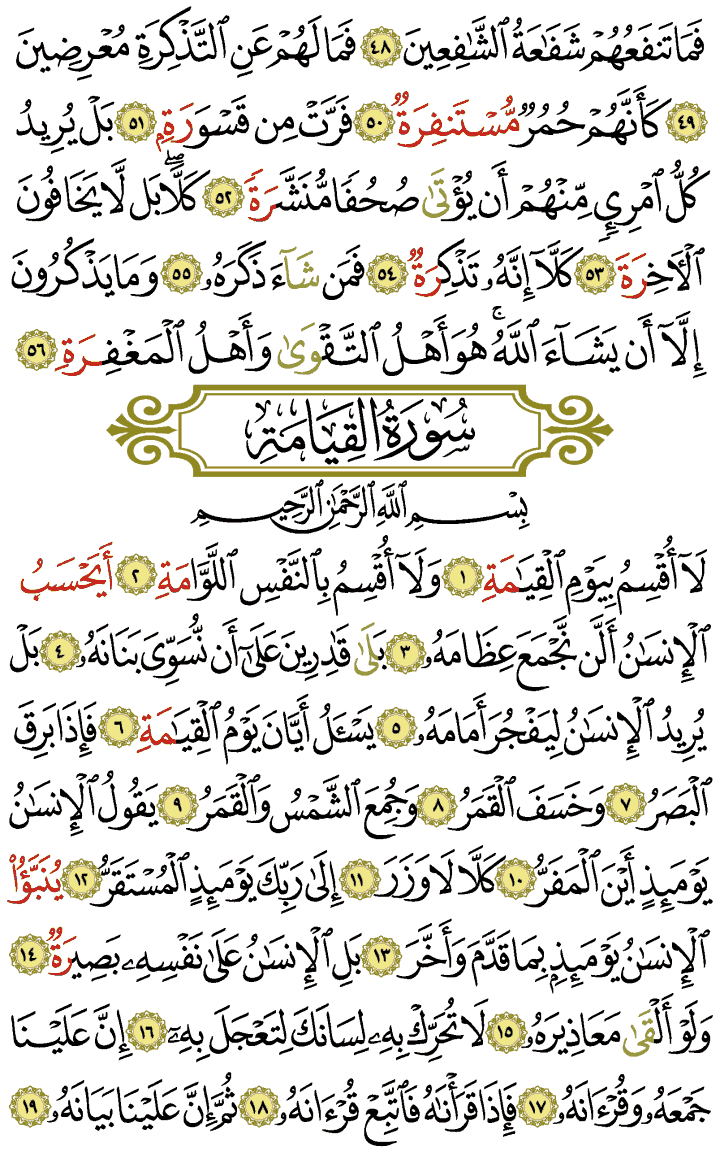 فَمَا تَنفَعُهُمْ شَفَٰعَةُ ٱلشَّٰفِعِينَ ٤٨ فَمَا لَهُمْ عَنِ ٱلتَّذْكِرَةِ مُعْرِضِينَ
٤٩ كَأَنَّهُمْ حُمُرٌ مُّسْتَنفِرَةٌ ٥٠ فَرَّتْ مِن قَسْوَرَةٍۭ ٥١ بَلْ يُرِيدُ
كُلُّ ٱمْرِئٍ مِّنْهُمْ أَن يُؤْتَىٰ صُحُفًا مُّنَشَّرَةً ٥٢ كَلَّاۖ بَل لَّا يَخَافُونَ
ٱلْأَخِرَةَ ٥٣ كَلَّآ إِنَّهُۥ تَذْكِرَةٌ ٥٤ فَمَن شَآءَ ذَكَرَهُۥ ٥٥ وَمَا يَذْكُرُونَ
إِلَّآ أَن يَشَآءَ ٱللَّهُۚ هُوَ أَهْلُ ٱلتَّقْوَىٰ وَأَهْلُ ٱلْمَغْفِرَةِ ٥٦
سُورَةُ الْقِيَامَةِ
بِسْمِ ٱللَّهِ ٱلرَّحْمَٰنِ ٱلرَّحِيمِ
لَآ أُقْسِمُ بِيَوْمِ ٱلْقِيَٰمَةِ ١ وَلَآ أُقْسِمُ بِٱلنَّفْسِ ٱللَّوَّامَةِ ٢ أَيَحْسَبُ
ٱلْإِنسَٰنُ أَلَّن نَّجْمَعَ عِظَامَهُۥ ٣ بَلَىٰ قَٰدِرِينَ عَلَىٰٓ أَن نُّسَوِّىَ بَنَانَهُۥ ٤ بَلْ
يُرِيدُ ٱلْإِنسَٰنُ لِيَفْجُرَ أَمَامَهُۥ ٥ يَسْـَٔلُ أَيَّانَ يَوْمُ ٱلْقِيَٰمَةِ ٦ فَإِذَا بَرِقَ
ٱلْبَصَرُ ٧ وَخَسَفَ ٱلْقَمَرُ ٨ وَجُمِعَ ٱلشَّمْسُ وَٱلْقَمَرُ ٩ يَقُولُ ٱلْإِنسَٰنُ
يَوْمَئِذٍ أَيْنَ ٱلْمَفَرُّ ١٠ كَلَّا لَا وَزَرَ ١١ إِلَىٰ رَبِّكَ يَوْمَئِذٍ ٱلْمُسْتَقَرُّ ١٢ يُنَبَّؤُا۟
ٱلْإِنسَٰنُ يَوْمَئِذٍۭ بِمَا قَدَّمَ وَأَخَّرَ ١٣ بَلِ ٱلْإِنسَٰنُ عَلَىٰ نَفْسِهِۦ بَصِيرَةٌ ١٤
وَلَوْ أَلْقَىٰ مَعَاذِيرَهُۥ ١٥ لَا تُحَرِّكْ بِهِۦ لِسَانَكَ لِتَعْجَلَ بِهِۦٓ ١٦ إِنَّ عَلَيْنَا
جَمْعَهُۥ وَقُرْءَانَهُۥ ١٧ فَإِذَا قَرَأْنَٰهُ فَٱتَّبِعْ قُرْءَانَهُۥ ١٨ ثُمَّ إِنَّ عَلَيْنَا بَيَانَهُۥ ١٩